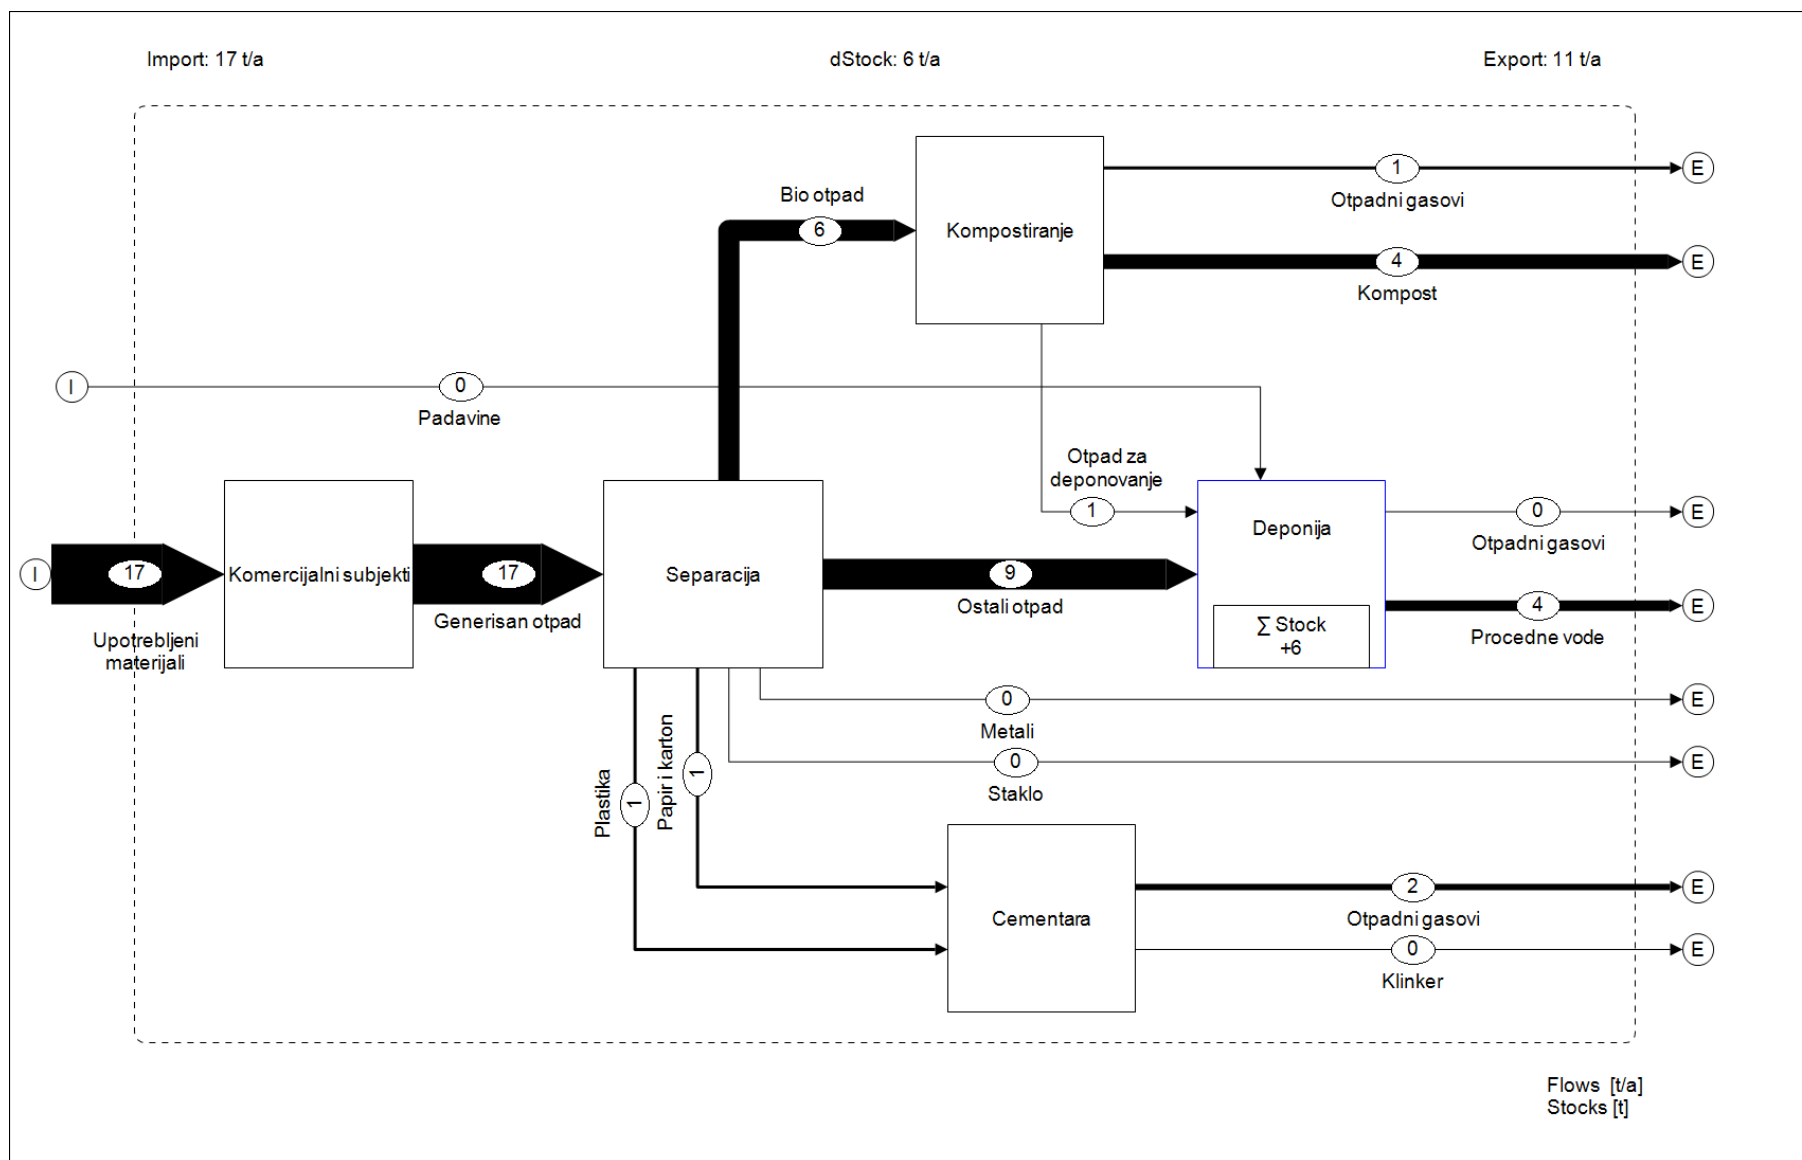 Import: 17 t/a
dStock: 6 t/a
Export: 11 t/a
Bio otpad
6
Kompostiranje
1
Otpadni gasovi
E
4
Kompost
E
I
0
Padavine
Otpad za
deponovanje
1
I
17
Upotrebljeni
materijali
Komercijalni subjekti
17
Generisan otpad
Separacija
9
Ostali otpad
Deponija
∑ Stock
+6
0
Otpadni gasovi
E
4
Procedne vode
E
0
Metali
E
0
Staklo
E
Plastika
1
Papir i karton
1
Cementara
2
Otpadni gasovi
E
0
Klinker
E
Flows [t/a]
Stocks [t]